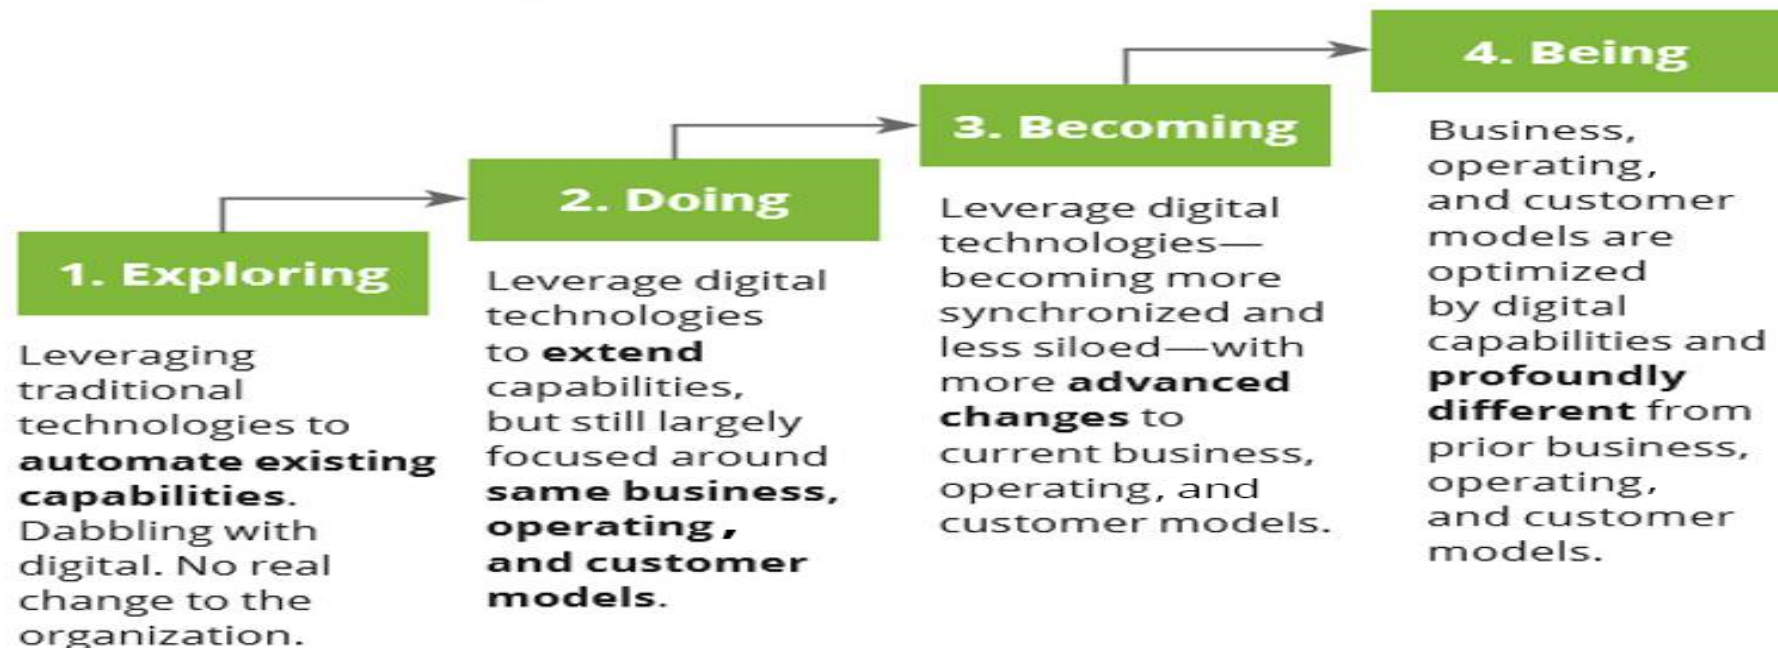 1. Exploring
Leveraging
traditional
technologies to
automate existing
capabilities.
Dabbling with
digital. No real
change to the
organization.
2. Doing
Leverage digital
technologies
to extend
capabilities,
but still largely
focused around
same business,
operating,
and customer
models.
3. Becoming
Leverage digital
technologies—
becoming more
synchronized and
less siloed—with
more advanced
changes to
current business,
operating, and
customer models.
4. Being
Business,
operating,
and customer
models are
optimized
by digital
capabilities and
profoundly
different from
prior business,
operating,
and customer
models.